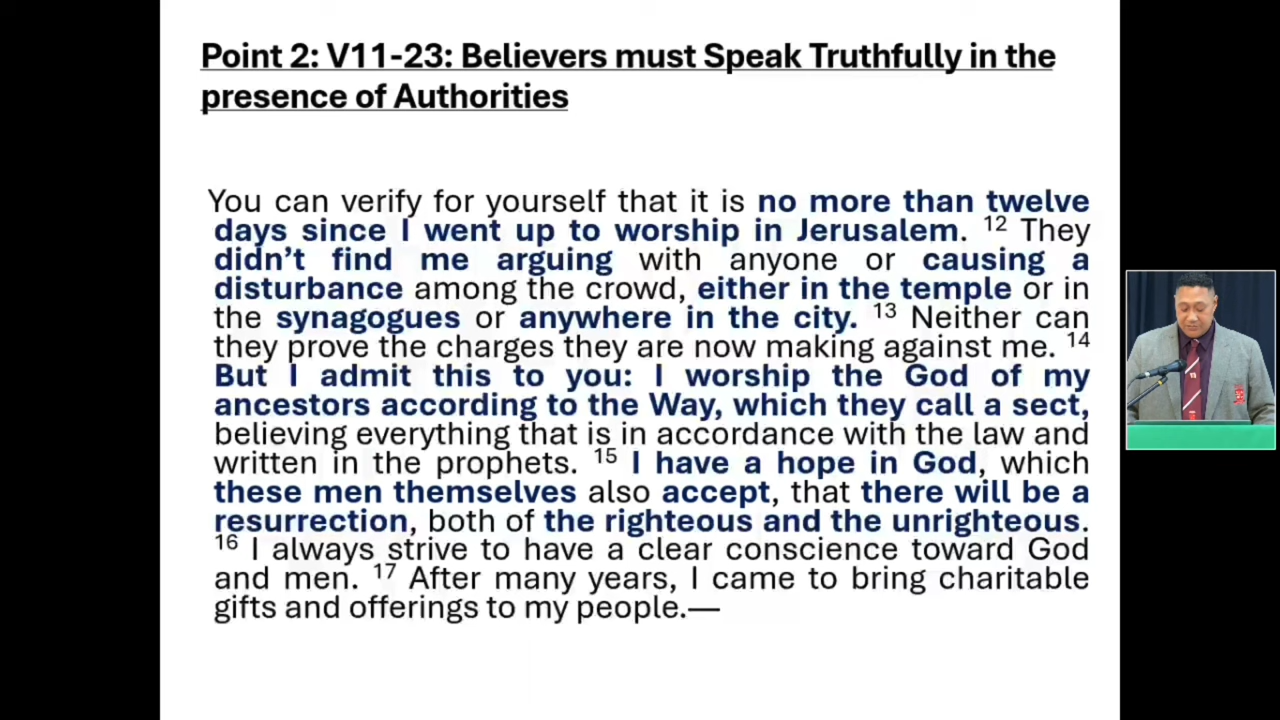 Point 2: V11-23: Believers must Speak Truthfully in the
presence of Authorities
You can verify for yourself that it is no more than twelve
days since I went up to worship in Jerusalem. 12 They
didn’t find me arguing with anyone or causing a
disturbance among the crowd, either in the temple or in
the synagogues or anywhere in the city. 13 Neither can
they prove the charges they are now making against me. 14
But I admit this to you: I worship the God of my
ancestors according to the Way, which they call a sect,
believing everything that is in accordance with the law and
written in the prophets. 15 I have a hope in God, which
these men themselves also accept, that there will be a
resurrection, both of the righteous and the unrighteous.
16 I always strive to have a clear conscience toward God
and men. 17 After many years, I came to bring charitable
gifts and offerings to my people.—